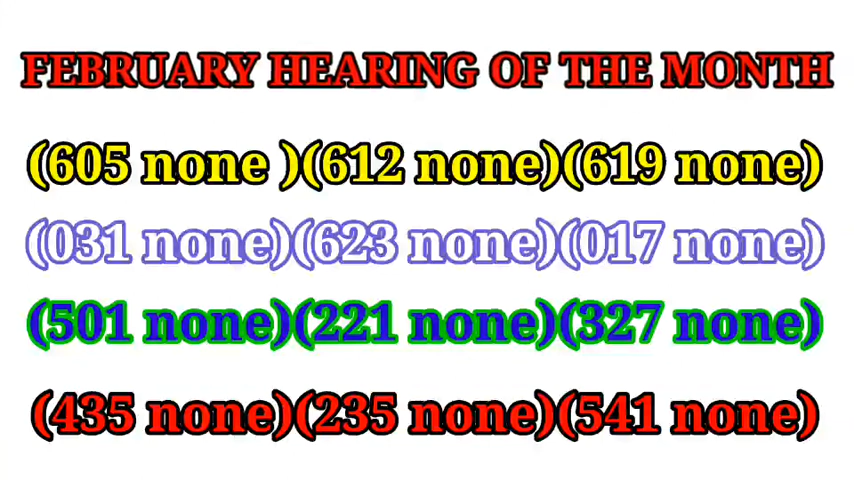 FEBRUARY HEARING OF THE MONTH
(605 none )(612 none)(619 none)
(031 none)(623 none)(017 none)
(501 none)(221 none)(327 none)
(435 none)(235 none)(541 none)